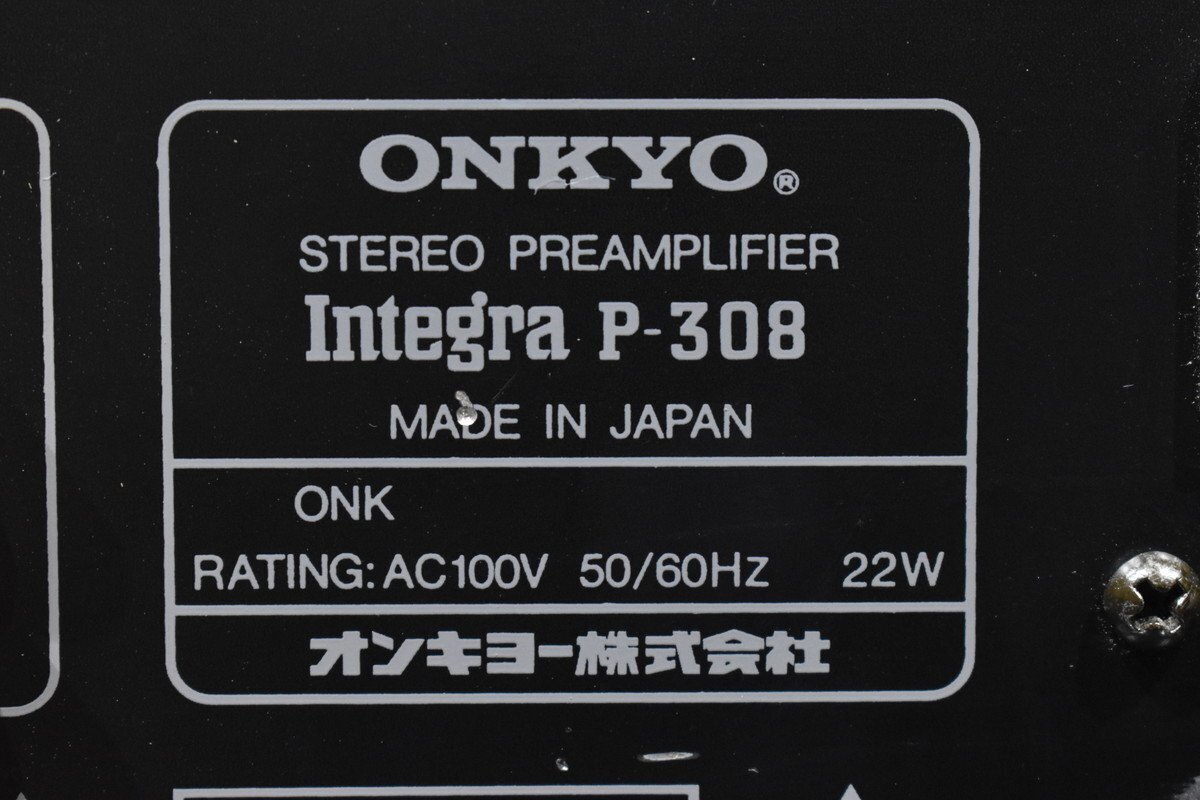 ONKYO®
STEREO PREAMPLIFIER
Integra P-308
MADE IN JAPAN
ONK
RATING: AC100V 50/60Hz 22W
オンキヨー株式会社